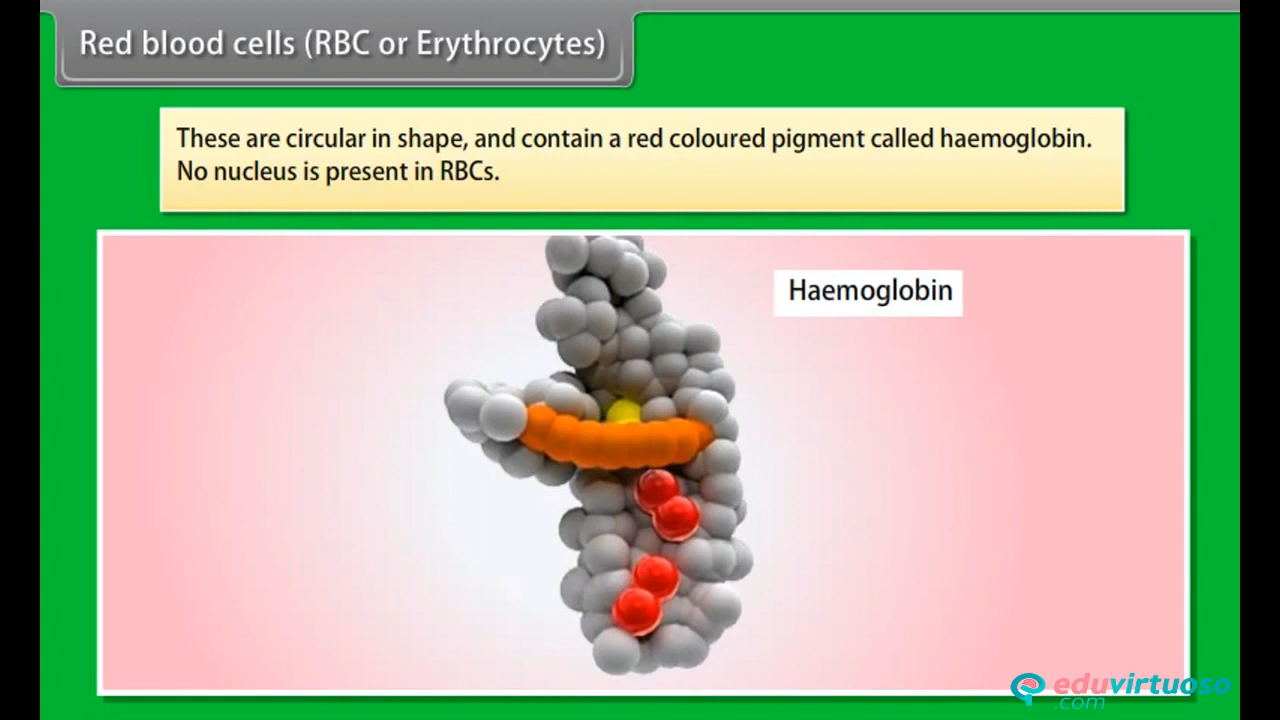 Red blood cells (RBC or Erythrocytes)
These are circular in shape, and contain a red coloured pigment called haemoglobin.
No nucleus is present in RBCs.
Haemoglobin
eduvirtuoso
.com